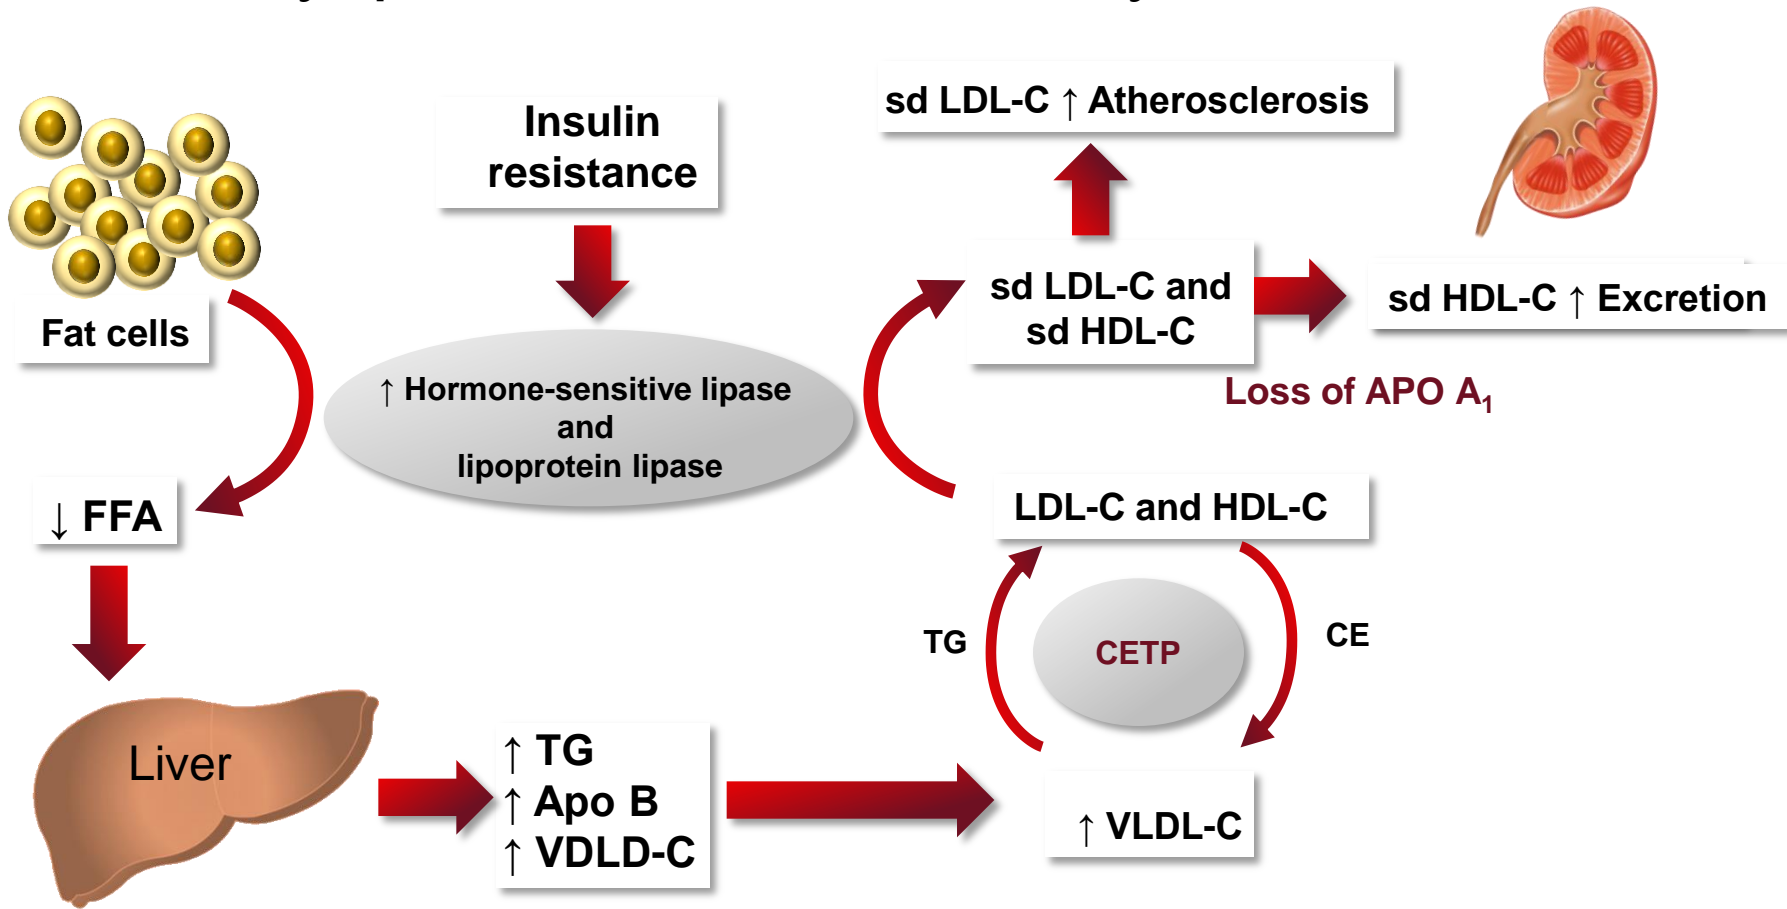 Insulin
resistance
sd LDL-C ↑ Atherosclerosis
sd LDL-C and
sd HDL-C
sd HDL-C ↑ Excretion
Fat cells
↑ Hormone-sensitive lipase
and
lipoprotein lipase
Loss of APO A₁
↓ FFA
LDL-C and HDL-C
TG
CETP
CE
Liver
↑ TG
↑ Apo B
↑ VDLD-C
↑ VLDL-C